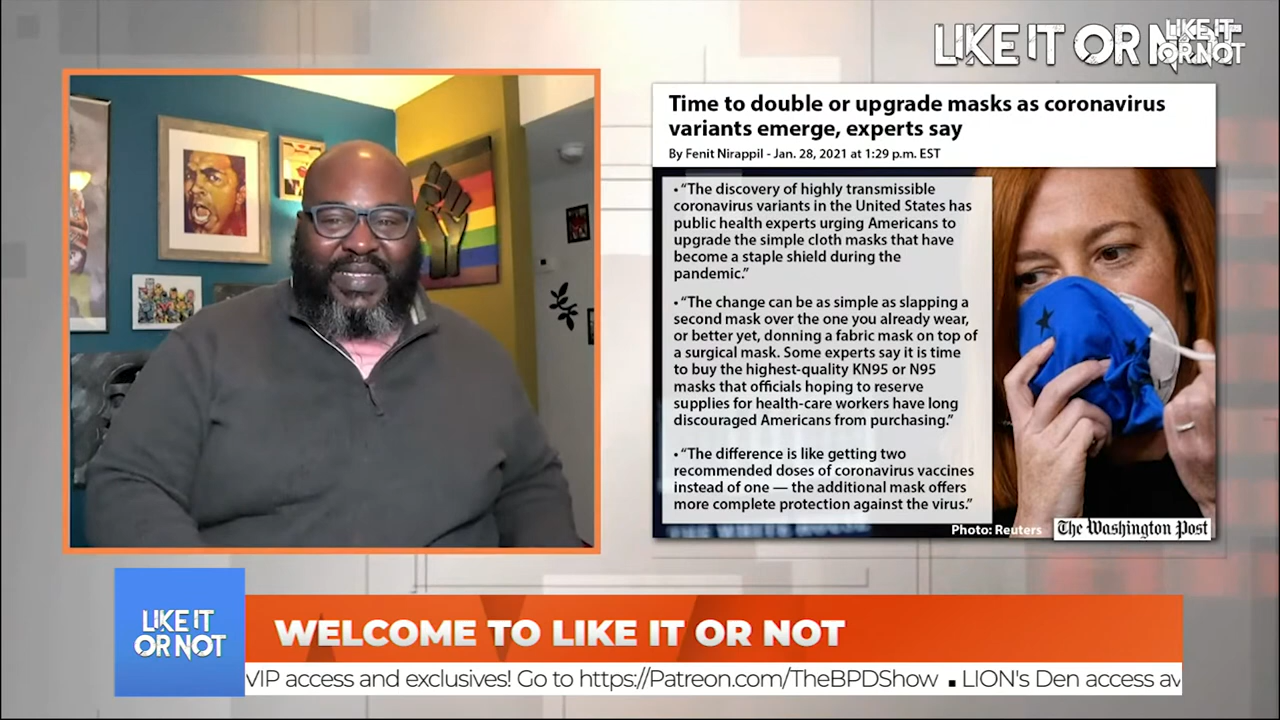 LIKE IT OR NOT
LIKE IT
OR NOT
Time to double or upgrade masks as coronavirus
variants emerge, experts say
By Fenit Nirappil - Jan. 28, 2021 at 1:29 p.m. EST
• “The discovery of highly transmissible
coronavirus variants in the United States has
public health experts urging Americans to
upgrade the simple cloth masks that have
become a staple shield during the
pandemic.”
• “The change can be as simple as slapping a
second mask over the one you already wear,
or better yet, donning a fabric mask on top of
a surgical mask. Some experts say it is time
to buy the highest-quality KN95 or N95
masks that officials hoping to reserve
supplies for health-care workers have long
discouraged Americans from purchasing.”
• “The difference is like getting two
recommended doses of coronavirus vaccines
instead of one — the additional mask offers
more complete protection against the virus.”
Photo: Reuters
The Washington Post
LIKE IT
OR NOT
WELCOME TO LIKE IT OR NOT
VIP access and exclusives! Go to https://Patreon.com/TheBPDShow ▪ LION's Den access av